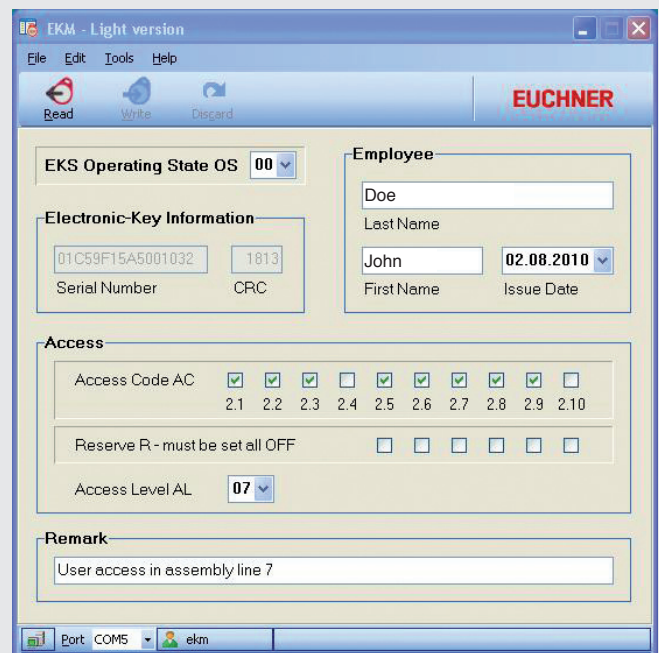 EKM - Light version
File Edit Tools Help
Read Write Discard
EUCHNER
EKS Operating State OS 00
Employee
Doe
Last Name
John 02.08.2010
First Name Issue Date
Electronic-Key Information
01C59F15A5001032 1813
Serial Number CRC
Access
Access Code AC
2.1 2.2 2.3 2.4 2.5 2.6 2.7 2.8 2.9 2.10
Reserve R - must be set all OFF
Access Level AL 07
Remark
User access in assembly line 7
Port COM5 ekm